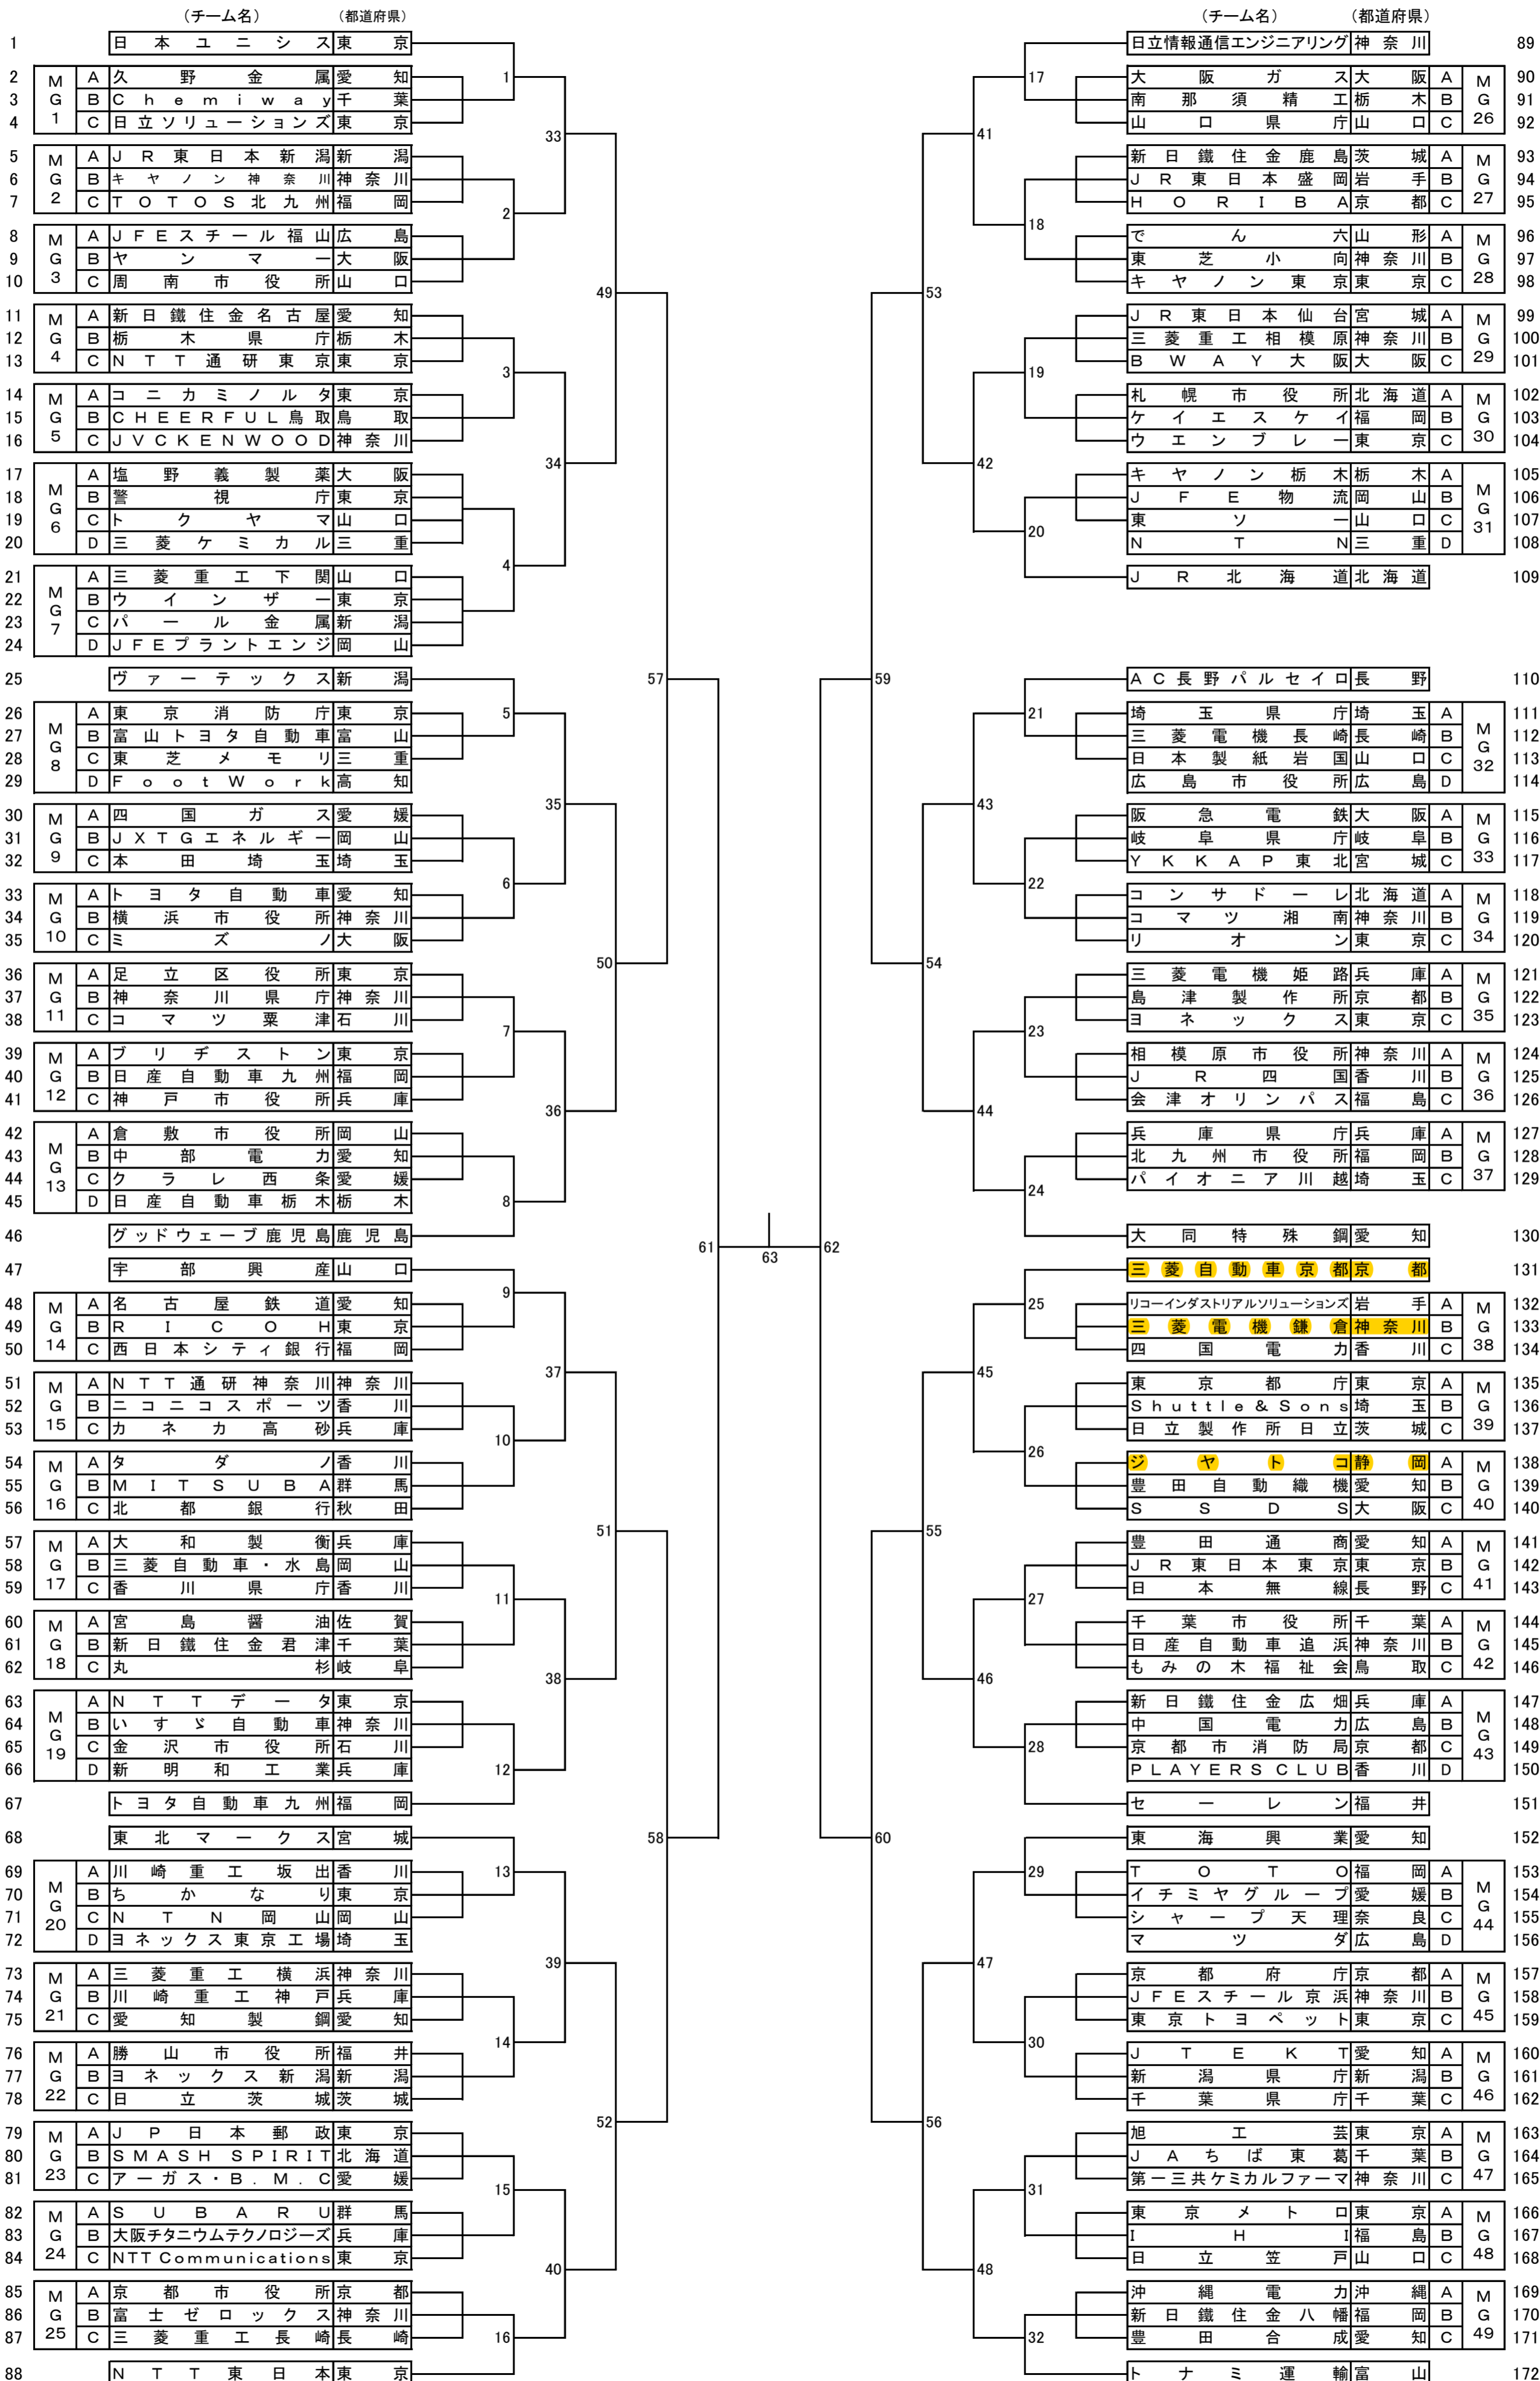 （チーム名） （都道府県）
1 日本ユニシス 東京
2 MG1 A 久野金属 愛知
3 B Chemiway 千葉
4 C 日立ソリューションズ 東京
5 MG2 A JR東日本新潟 新潟
6 B キヤノン神奈川 神奈川
7 C TOTOS北九州 福岡
8 MG3 A JFEスチール福山 広島
9 B ヤンマー 大阪
10 C 周南市役所 山口
11 MG4 A 新日鐵住金名古屋 愛知
12 B 栃木県庁 栃木
13 C NTT通研東京 東京
14 MG5 A コニカミノルタ 東京
15 B CHEERFUL鳥取 鳥取
16 C JVCKENWOOD 神奈川
17 MG6 A 塩野義製薬 大阪
18 B 警視庁 東京
19 C トクヤマ 山口
20 D 三菱ケミカル 三重
21 MG7 A 三菱重工下関 山口
22 B ウインザー 東京
23 C パール金属 新潟
24 D JFEプラントエンジ 岡山
25 ヴァーテックス 新潟
26 MG8 A 東京消防庁 東京
27 B 富山トヨタ自動車 富山
28 C 東芝メモリ 三重
29 D FootWork 高知
30 MG9 A 四国ガス 愛媛
31 B JXTGエネルギー 岡山
32 C 本田埼玉 埼玉
33 MG10 A トヨタ自動車 愛知
34 B 横浜市役所 神奈川
35 C ミズノ 大阪
36 MG11 A 足立区役所 東京
37 B 神奈川県庁 神奈川
38 C コマツ粟津 石川
39 MG12 A ブリヂストン 東京
40 B 日産自動車九州 福岡
41 C 神戸市役所 兵庫
42 MG13 A 倉敷市役所 岡山
43 B 中部電力 愛知
44 C クラレ西条 愛媛
45 D 日産自動車栃木 栃木
46 グッドウェーブ鹿児島 鹿児島
47 宇部興産 山口
48 MG14 A 名古屋鉄道 愛知
49 B RICOH 東京
50 C 西日本シティ銀行 福岡
51 MG15 A NTT通研神奈川 神奈川
52 B ニコニコスポーツ 香川
53 C カネカ高砂 兵庫
54 MG16 A タダノ 香川
55 B MITSUBA 群馬
56 C 北都銀行 秋田
57 MG17 A 大和製衡 兵庫
58 B 三菱自動車・水島 岡山
59 C 香川県庁 香川
60 MG18 A 宮島醤油 佐賀
61 B 新日鐵住金君津 千葉
62 C 丸杉 岐阜
63 MG19 A NTTデータ 東京
64 B いすゞ自動車 神奈川
65 C 金沢市役所 石川
66 D 新明和工業 兵庫
67 トヨタ自動車九州 福岡
68 東北マークス 宮城
69 MG20 A 川崎重工坂出 香川
70 B ちかなり 東京
71 C NTN岡山 岡山
72 D ヨネックス東京工場 埼玉
73 MG21 A 三菱重工横浜 神奈川
74 B 川崎重工神戸 兵庫
75 C 愛知製鋼 愛知
76 MG22 A 勝山市役所 福井
77 B ヨネックス新潟 新潟
78 C 日立茨城 茨城
79 MG23 A JP日本郵政 東京
80 B SMASH SPIRIT 北海道
81 C アーガス・B．M．C 愛媛
82 MG24 A SUBARU 群馬
83 B 大阪チタニウムテクノロジーズ 兵庫
84 C NTT Communications 東京
85 MG25 A 京都市役所 京都
86 B 富士ゼロックス 神奈川
87 C 三菱重工長崎 長崎
88 NTT東日本 東京
1
2
3
4
5
6
7
8
9
10
11
12
13
14
15
16
33
34
35
36
37
38
39
40
49
50
51
52
57
58
61
63
62
59
60
53
54
55
56
41
42
43
44
45
46
47
48
17
18
19
20
21
22
23
24
25
26
27
28
29
30
31
32
（チーム名） （都道府県）
日立情報通信エンジニアリング 神奈川 89
大阪ガス 大阪 A MG26 90
南那須精工 栃木 B 91
山口県庁 山口 C 92
新日鐵住金鹿島 茨城 A MG27 93
JR東日本盛岡 岩手 B 94
HORIBA 京都 C 95
でん六 山形 A MG28 96
東芝小向 神奈川 B 97
キヤノン東京 東京 C 98
JR東日本仙台 宮城 A MG29 99
三菱重工相模原 神奈川 B 100
BWAY大阪 大阪 C 101
札幌市役所 北海道 A MG30 102
ケイエスケイ 福岡 B 103
ウエンブレー 東京 C 104
キヤノン栃木 栃木 A MG31 105
JFE物流 岡山 B 106
東ソー 山口 C 107
NTN 三重 D 108
JR北海道 北海道 109
AC長野パルセイロ 長野 110
埼玉県庁 埼玉 A MG32 111
三菱電機長崎 長崎 B 112
日本製紙岩国 山口 C 113
広島市役所 広島 D 114
阪急電鉄 大阪 A MG33 115
岐阜県庁 岐阜 B 116
YKKAP東北 宮城 C 117
コンサドーレ 北海道 A MG34 118
コマツ湘南 神奈川 B 119
リオン 東京 C 120
三菱電機姫路 兵庫 A MG35 121
島津製作所 京都 B 122
ヨネックス 東京 C 123
相模原市役所 神奈川 A MG36 124
JR四国 香川 B 125
会津オリンパス 福島 C 126
兵庫県庁 兵庫 A MG37 127
北九州市役所 福岡 B 128
パイオニア川越 埼玉 C 129
大同特殊鋼 愛知 130
三菱自動車京都 京都 131
リコーインダストリアルソリューションズ 岩手 A MG38 132
三菱電機鎌倉 神奈川 B 133
四国電力 香川 C 134
東京都庁 東京 A MG39 135
Shuttle&Sons 埼玉 B 136
日立製作所日立 茨城 C 137
ジヤトコ 静岡 A MG40 138
豊田自動織機 愛知 B 139
SSDS 大阪 C 140
豊田通商 愛知 A MG41 141
JR東日本東京 東京 B 142
日本無線 長野 C 143
千葉市役所 千葉 A MG42 144
日産自動車追浜 神奈川 B 145
もみの木福祉会 鳥取 C 146
新日鐵住金広畑 兵庫 A MG43 147
中国電力 広島 B 148
京都市消防局 京都 C 149
PLAYERSCLUB 香川 D 150
セーレン 福井 151
東海興業 愛知 152
TOTO 福岡 A MG44 153
イチミヤグループ 愛媛 B 154
シャープ天理 奈良 C 155
マツダ 広島 D 156
京都府庁 京都 A MG45 157
JFEスチール京浜 神奈川 B 158
東京トヨペット 東京 C 159
JTEKT 愛知 A MG46 160
新潟県庁 新潟 B 161
千葉県庁 千葉 C 162
旭工芸 東京 A MG47 163
JAちば東葛 千葉 B 164
第一三共ケミカルファーマ 神奈川 C 165
東京メトロ 東京 A MG48 166
IHI 福島 B 167
日立笠戸 山口 C 168
沖縄電力 沖縄 A MG49 169
新日鐵住金八幡 福岡 B 170
豊田合成 愛知 C 171
トナミ運輸 富山 172